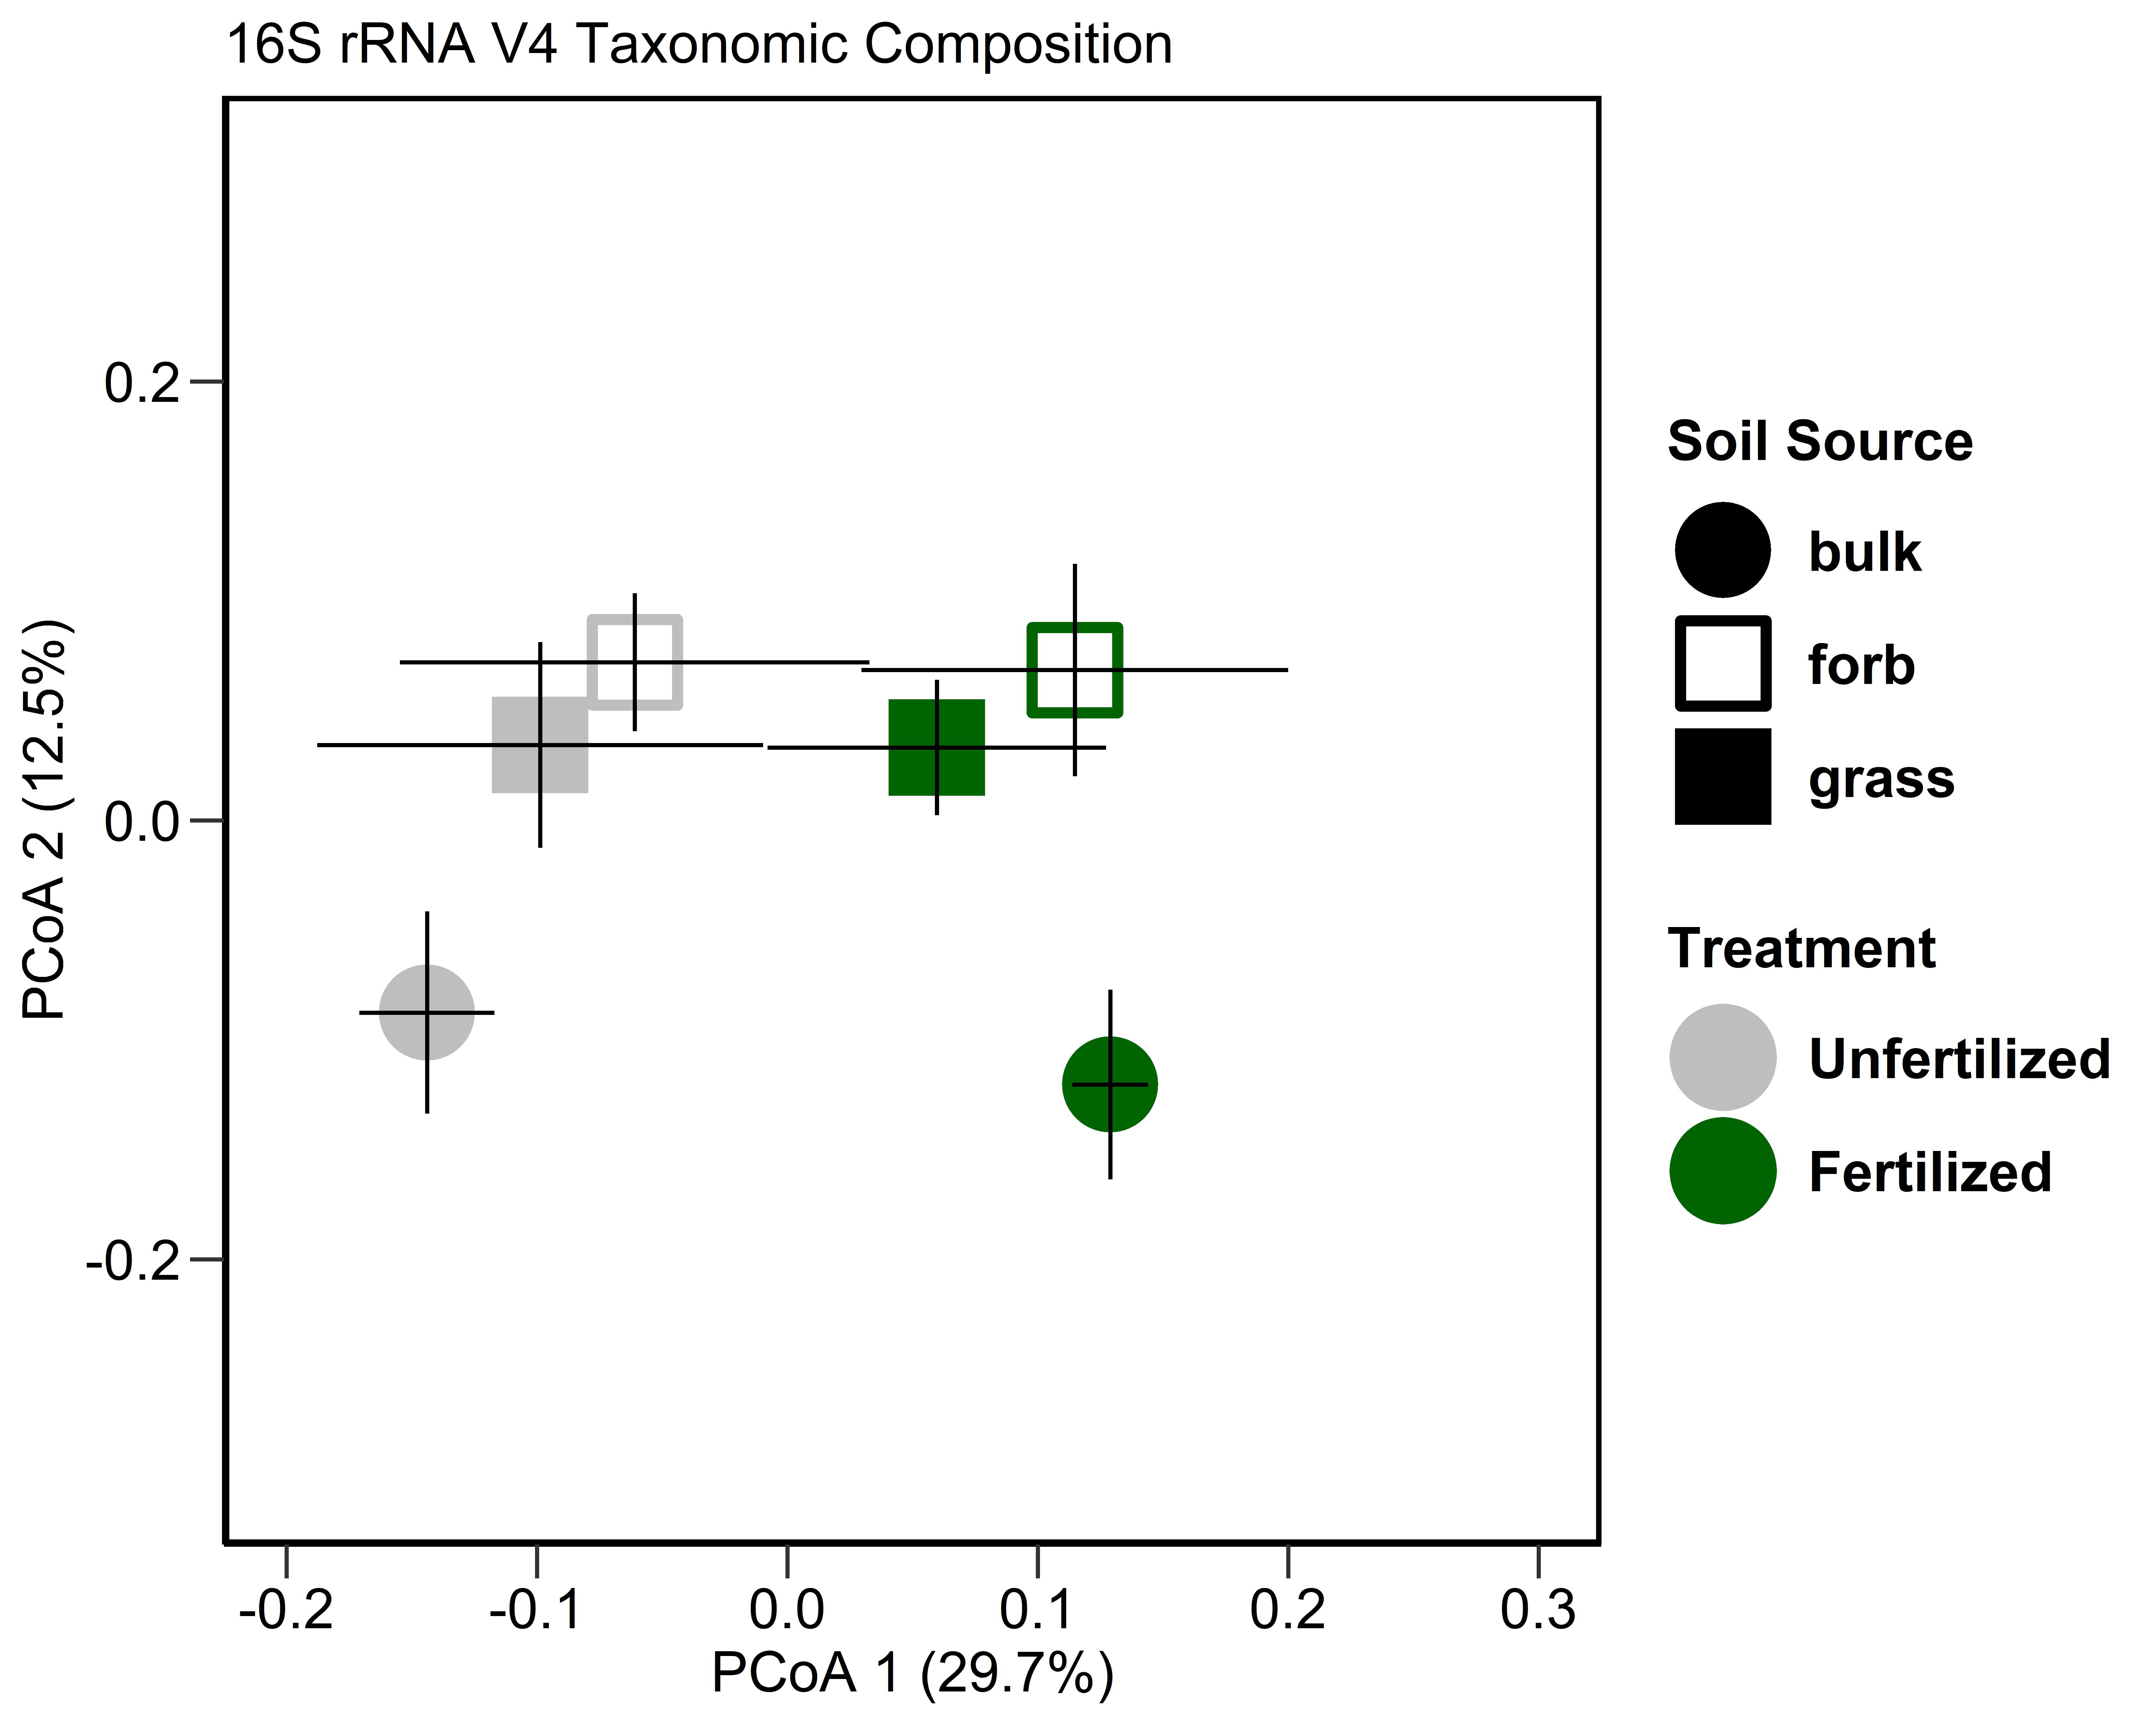 16S rRNA V4 Taxonomic Composition
PCoA 2 (12.5%)
0.2
0.0
-0.2
-0.2 -0.1 0.0 0.1 0.2 0.3
PCoA 1 (29.7%)
Soil Source
bulk
forb
grass
Treatment
Unfertilized
Fertilized